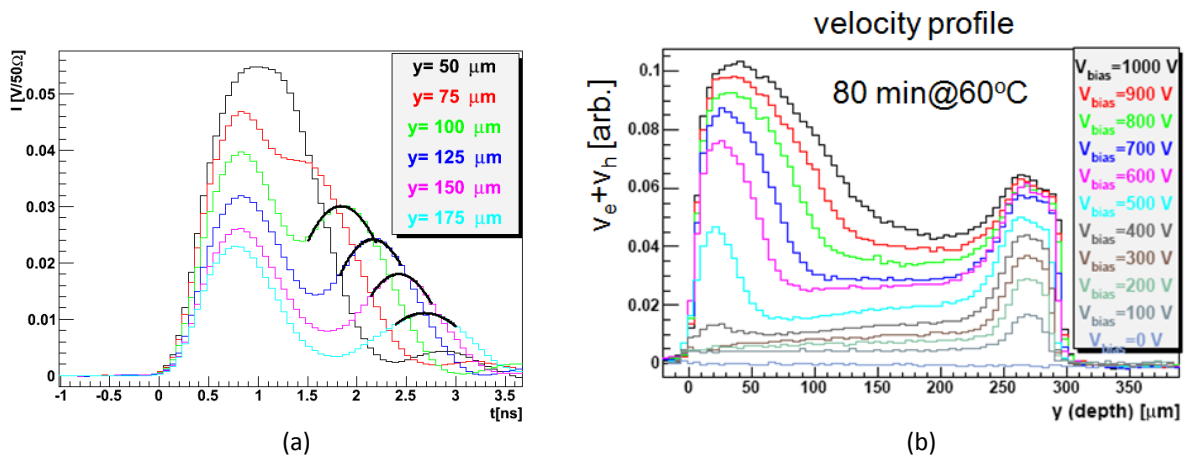 velocity profile
I [V/50Ω]
0.05
0.04
0.03
0.02
0.01
0
-1
-0.5
0
0.5
1
1.5
2
2.5
3
3.5
t[ns]
y= 50 μm
y= 75 μm
y= 100 μm
y= 125 μm
y= 150 μm
y= 175 μm
(a)
80 min@60°C
ve+vh [arb.]
0.1
0.08
0.06
0.04
0.02
0
0
50
100
150
200
250
300
350
y (depth) [μm]
Vbias=1000 V
Vbias=900 V
Vbias=800 V
Vbias=700 V
Vbias=600 V
Vbias=500 V
Vbias=400 V
Vbias=300 V
Vbias=200 V
Vbias=100 V
Vbias=0 V
(b)